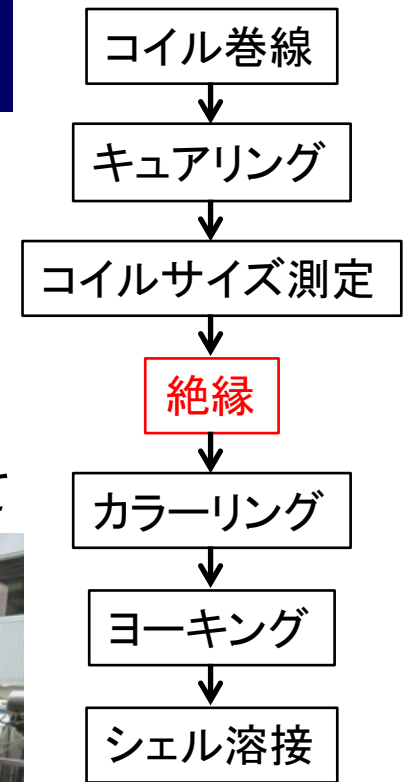 コイル巻線
キュアリング
コイルサイズ測定
絶縁
カラーリング
ヨーキング
シェル溶接